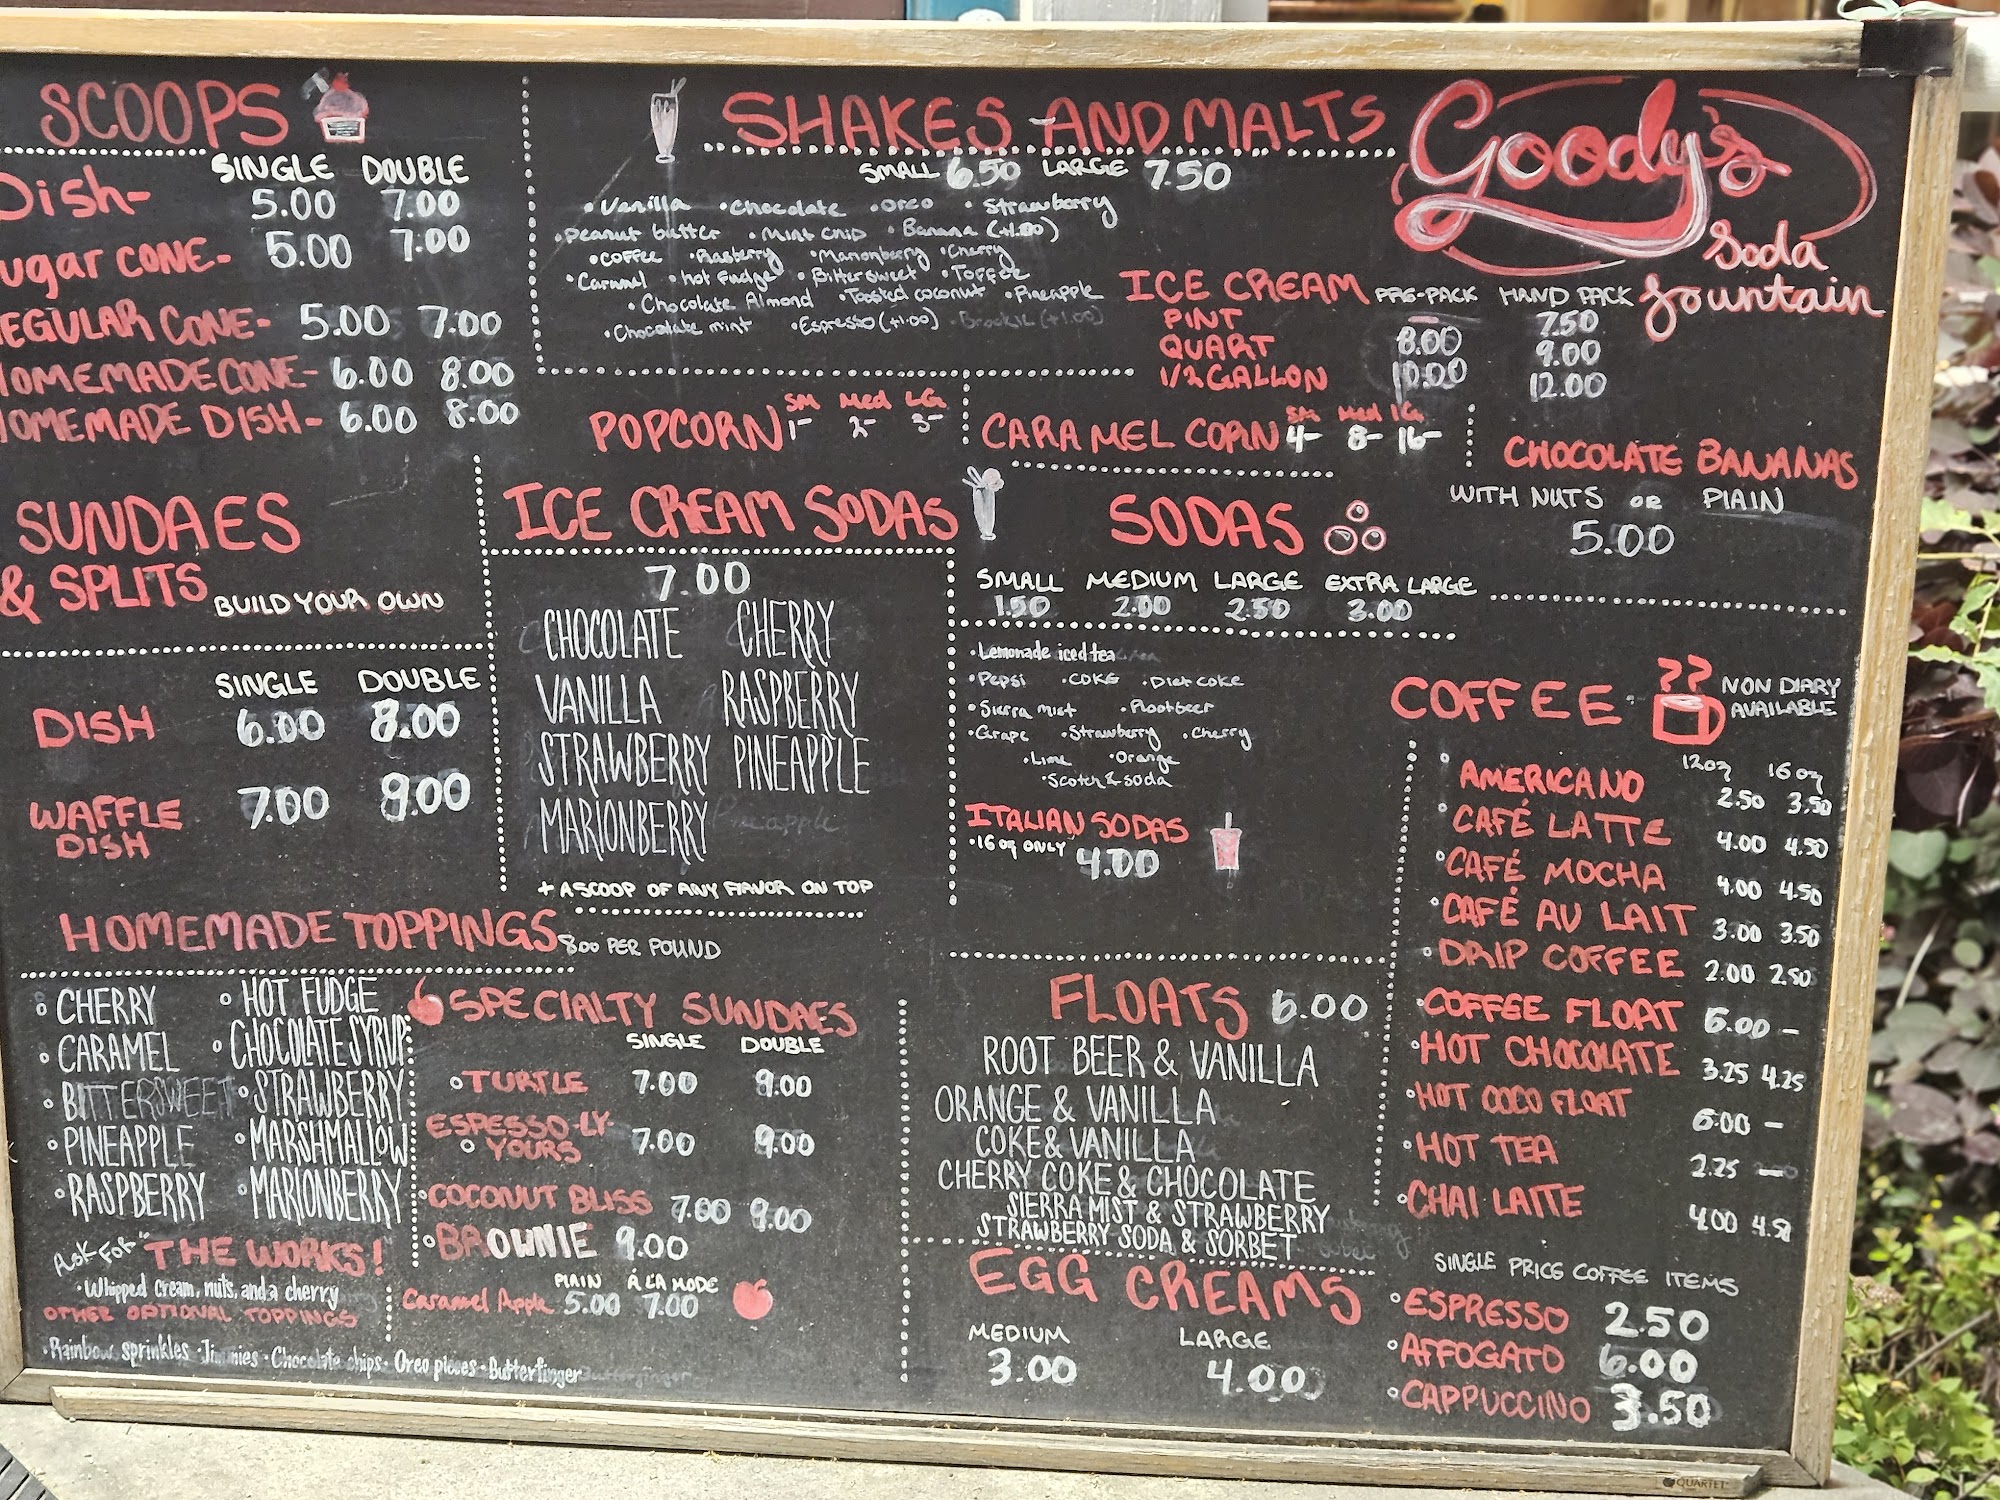 SCOOPS
SINGLE DOUBLE
Dish- 5.00 7.00
ugar CONE- 5.00 7.00
EGULAR CONE- 5.00 7.00
OMEMADE CONE- 6.00 8.00
OMEMADE DISH- 6.00 8.00
SHAKES AND MALTS
SMALL 6.50 LARGE 7.50
•Vanilla •Chocolate •Oreo •Strawberry
•Peanut butter •Mint Chip •Banana (+1.00)
•COFFEE •Rasberry •Marionberry •Cherry
•Caramel •hot Fudge •Bittersweet •TOFFEE
•Chocolate Almond •Toasted coconut •Pineapple
•Chocolate mint •Espresso (+1.00)
Goody's
Soda
fountain
ICE CREAM PRE-PACK HAND PACK
PINT 7.50
QUART 8.00 9.00
1/2 GALLON 10.00 12.00
POPCORN SM Med LG
1- 2- 3-
CARAMEL CORN SM Med LG
4- 8- 16-
CHOCOLATE BANANAS
WITH NUTS OR PLAIN
5.00
SUNDAES
& SPLITS BUILD YOUR OWN
SINGLE DOUBLE
DISH 6.00 8.00
WAFFLE
DISH 7.00 9.00
ICE CREAM SODAS
7.00
CHOCOLATE CHERRY
VANILLA RASPBERRY
STRAWBERRY PINEAPPLE
MARIONBERRY
+ A SCOOP OF ANY FLAVOR ON TOP
SODAS
SMALL MEDIUM LARGE EXTRA LARGE
1.50 2.00 2.50 3.00
•Lemonade iced tea
•Pepsi •COKE •Diet coke
•Sierra mist •Rootbeer
•Grape •Strawberry •Cherry
•Lime •Orange
•Scotch & soda
ITALIAN SODAS
•16 oz ONLY 4.00
COFFEE NON DIARY
AVAILABLE
12oz 16oz
•AMERICANO 2.50 3.50
•CAFÉ LATTE 4.00 4.50
•CAFÉ MOCHA 4.00 4.50
•CAFÉ AU LAIT 3.00 3.50
•DRIP COFFEE 2.00 2.50
•COFFEE FLOAT 6.00 -
•HOT CHOCOLATE 3.25 4.25
•HOT COCO FLOAT 6.00 -
•HOT TEA 2.25 -
•CHAI LATTE 4.00 4.50
SINGLE PRICE COFFEE ITEMS
•ESPRESSO 2.50
•AFFOGATO 6.00
•CAPPUCCINO 3.50
HOMEMADE TOPPINGS 8.00 PER POUND
•CHERRY •HOT FUDGE
•CARAMEL •CHOCOLATE SYRUP
•BITTERSWEET •STRAWBERRY
•PINEAPPLE •MARSHMALLOW
•RASPBERRY •MARIONBERRY
Ask For "THE WORKS!"
•Whipped cream, nuts, and a cherry
OTHER OPTIONAL TOPPINGS
•Rainbow sprinkles •Jimmies •Chocolate chips •Oreo pieces •Butterfinger
SPECIALTY SUNDAES
SINGLE DOUBLE
•TURTLE 7.00 9.00
ESPRESSO-LY
•YOURS 7.00 9.00
•COCONUT BLISS 7.00 9.00
•BROWNIE 9.00
PLAIN À LA MODE
Caramel Apple 5.00 7.00
FLOATS 6.00
ROOT BEER & VANILLA
ORANGE & VANILLA
COKE & VANILLA
CHERRY COKE & CHOCOLATE
SIERRA MIST & STRAWBERRY
STRAWBERRY SODA & SORBET
EGG CREAMS
MEDIUM LARGE
3.00 4.00
QUARTET